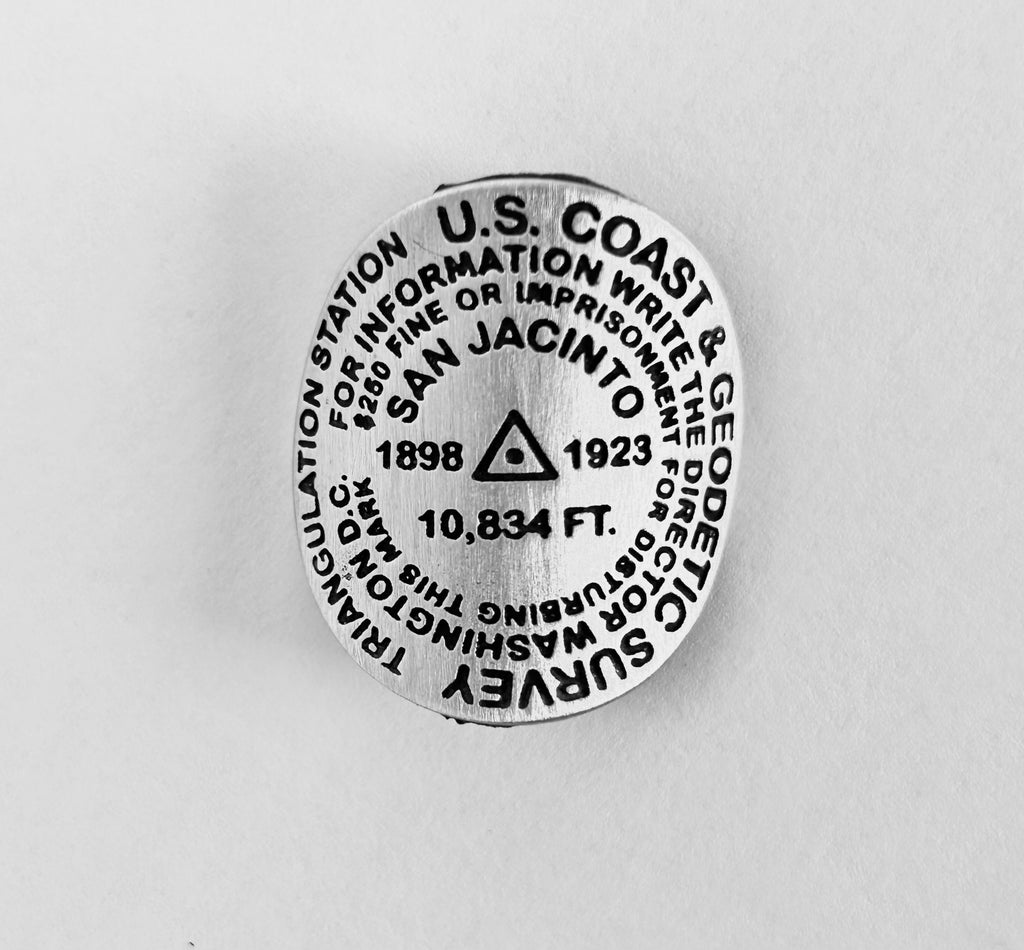 U.S. COAST & GEODETIC SURVEY
TRIANGULATION STATION
FOR INFORMATION WRITE THE DIRECTOR WASHINGTON D.C.
$250 FINE OR IMPRISONMENT FOR DISTURBING THIS MARK
SAN JACINTO
1898 1923
10,834 FT.